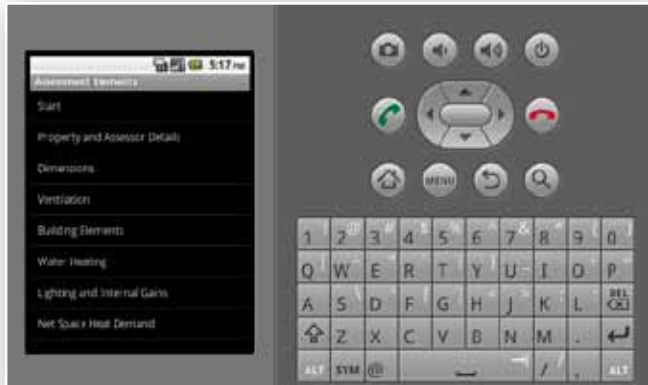 5:17 PM
Assessment Elements
Start
Property and Assessor Details
Dimensions
Ventilation
Building Elements
Water Heating
Lighting and Internal Gains
Net Space Heat Demand
MENU
1 2 @ 3 # 4 $ 5 % 6 ^ 7 & 8 * 9 ( 0 )
Q W E R T Y U I O P
A S D F G H J K L DEL
Z X C V B N M .
ALT SYM @ / , ALT